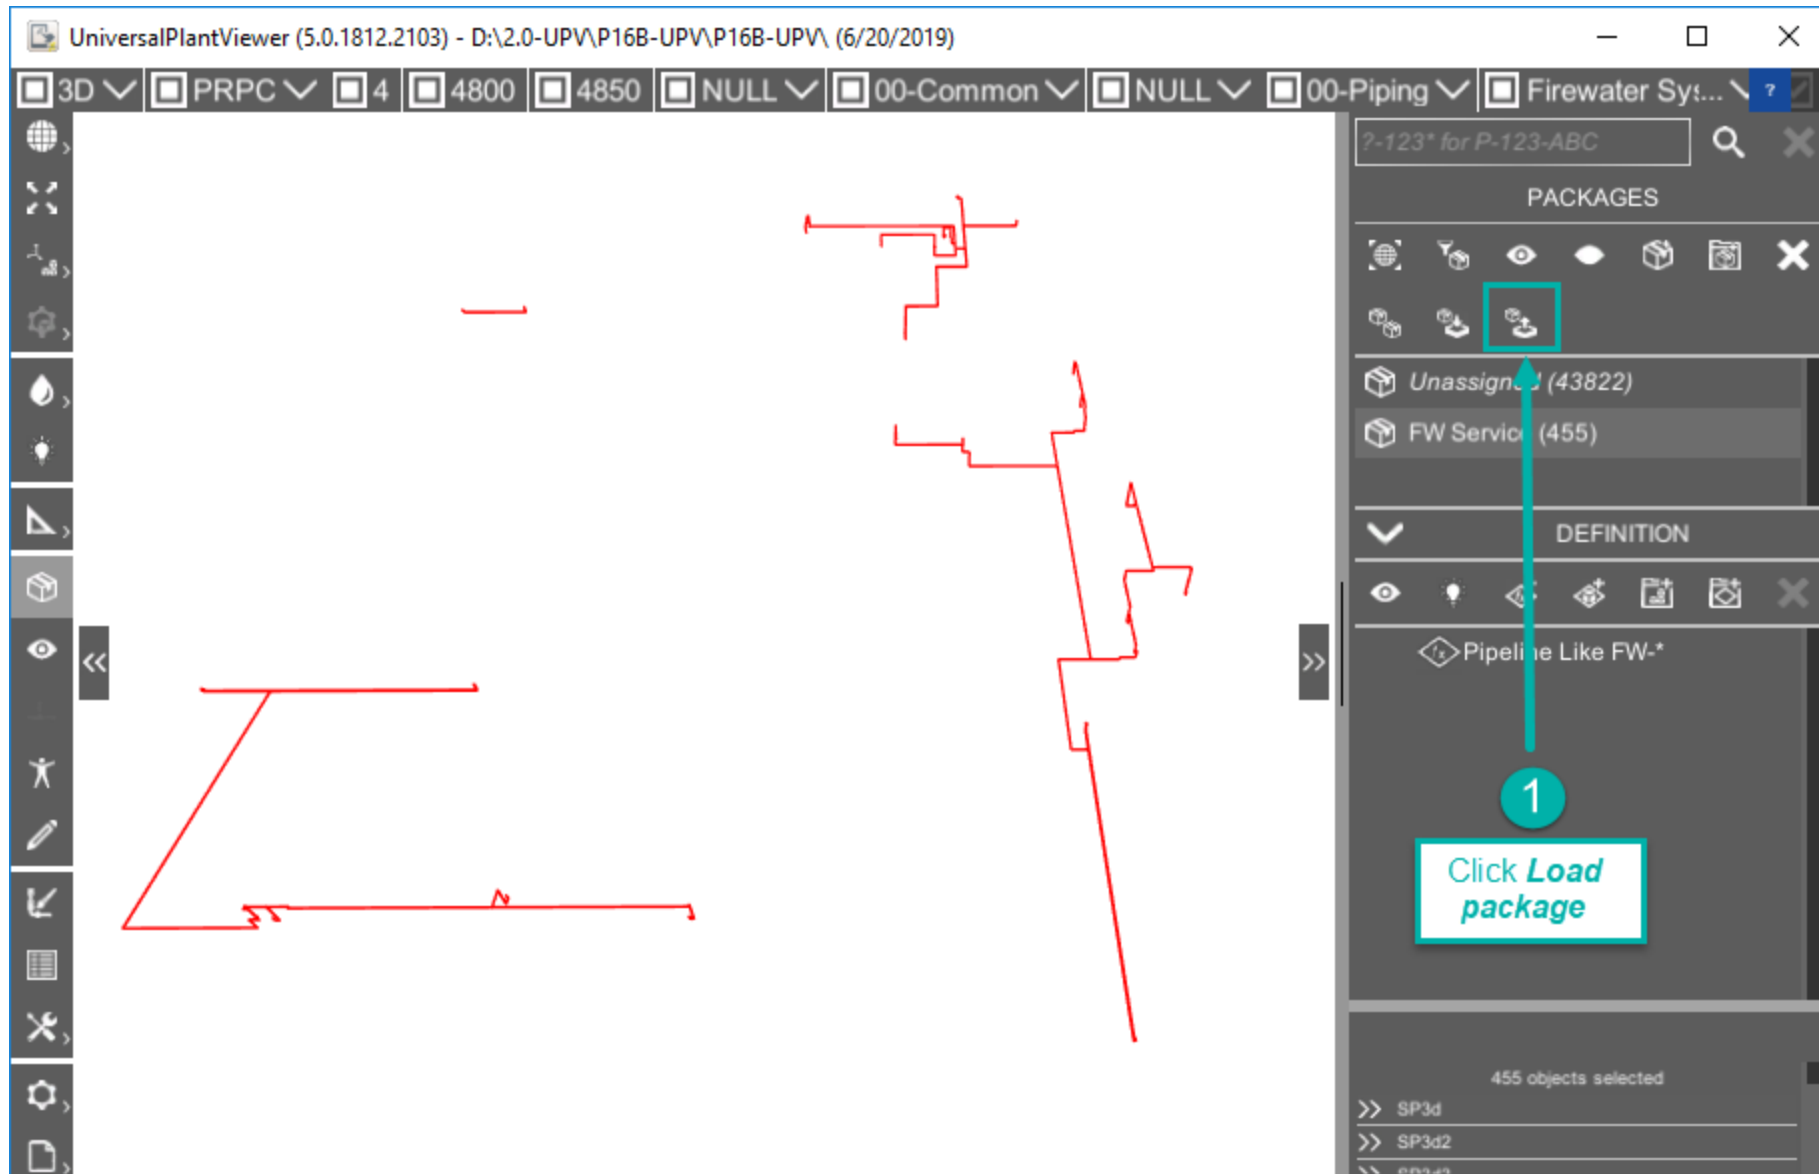 UniversalPlantViewer (5.0.1812.2103) - D:\2.0-UPV\P16B-UPV\P16B-UPV\ (6/20/2019)
3D PRPC 4 4800 4850 NULL 00-Common NULL 00-Piping Firewater Sys... ?
?-123* for P-123-ABC
PACKAGES
Unassigned (43822)
FW Service (455)
DEFINITION
Pipeline Like FW-*
1
Click Load
package
455 objects selected
SP3d
SP3d2
SP3d3